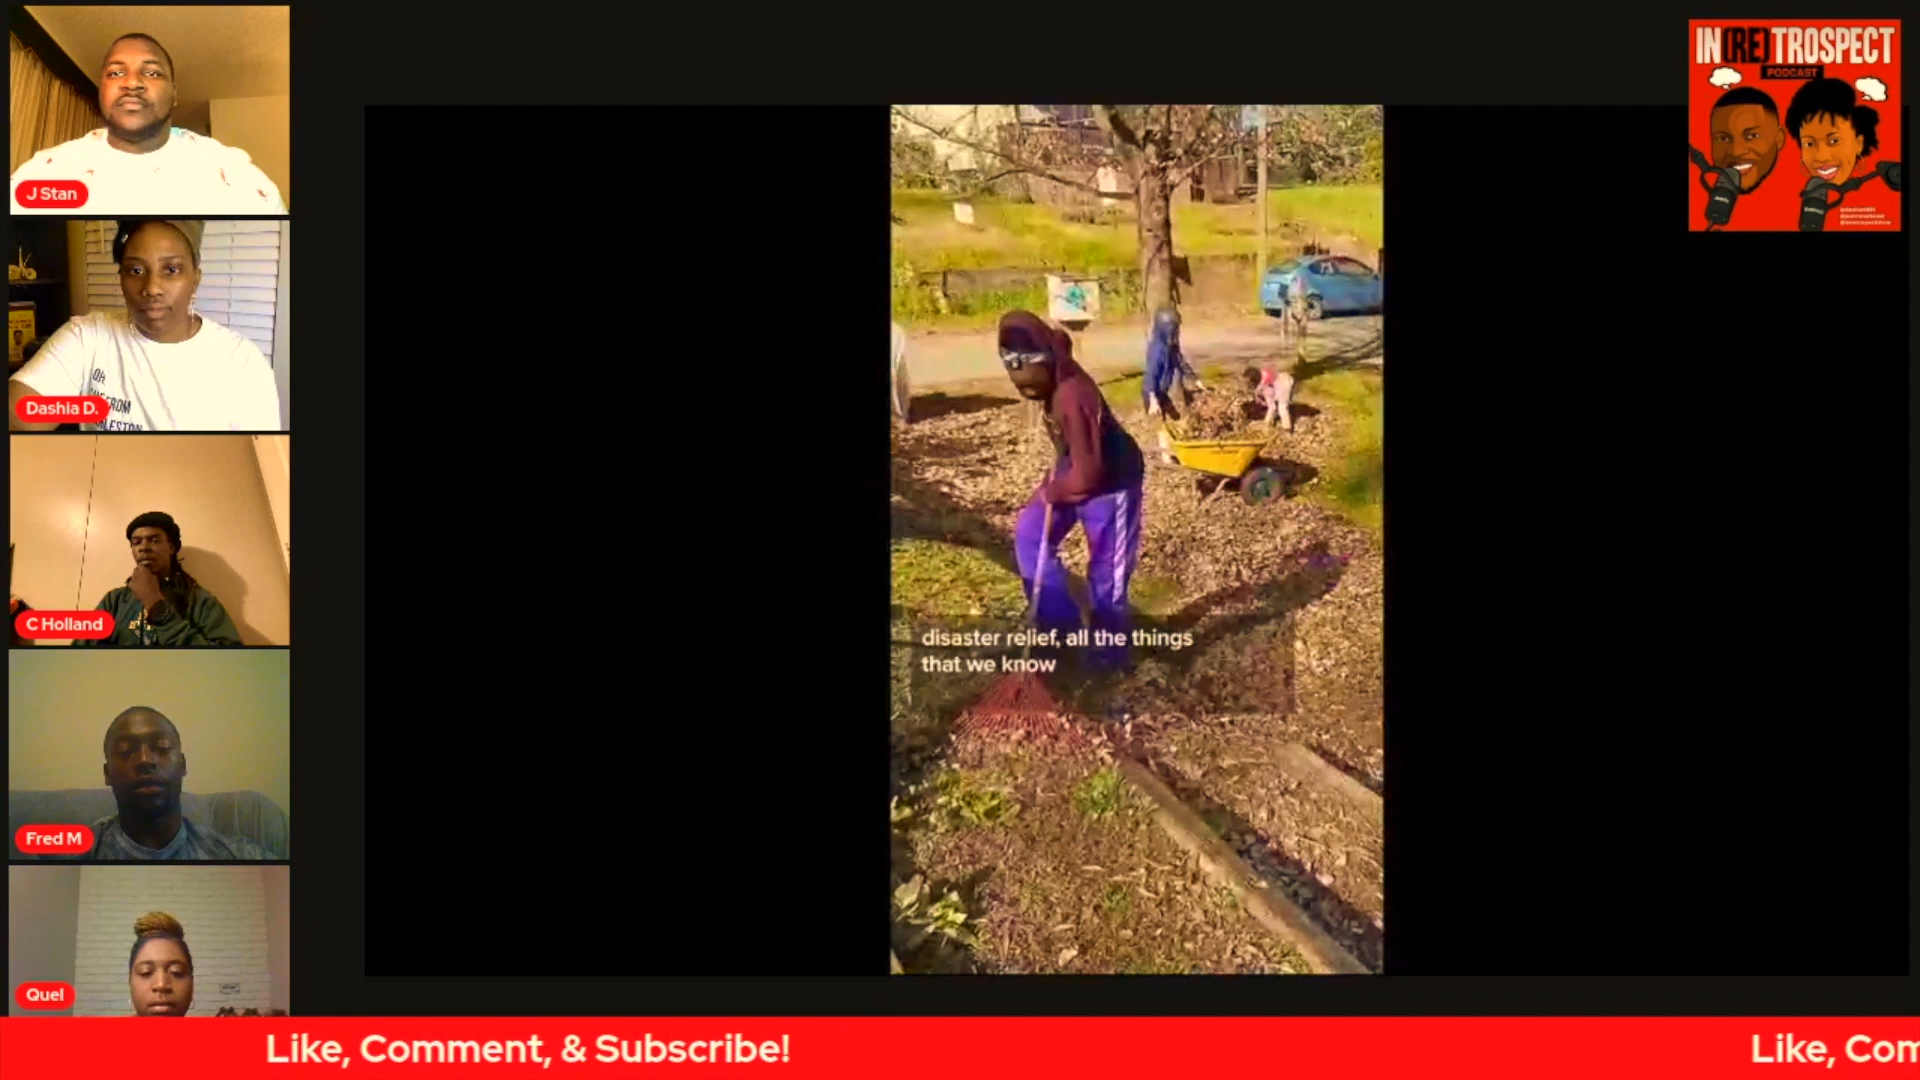 J Stan
Dashia D.
C Holland
Fred M
Quel
IN(RE)TROSPECT
PODCAST
disaster relief, all the things
that we know
Like, Comment, & Subscribe!
Like, Com